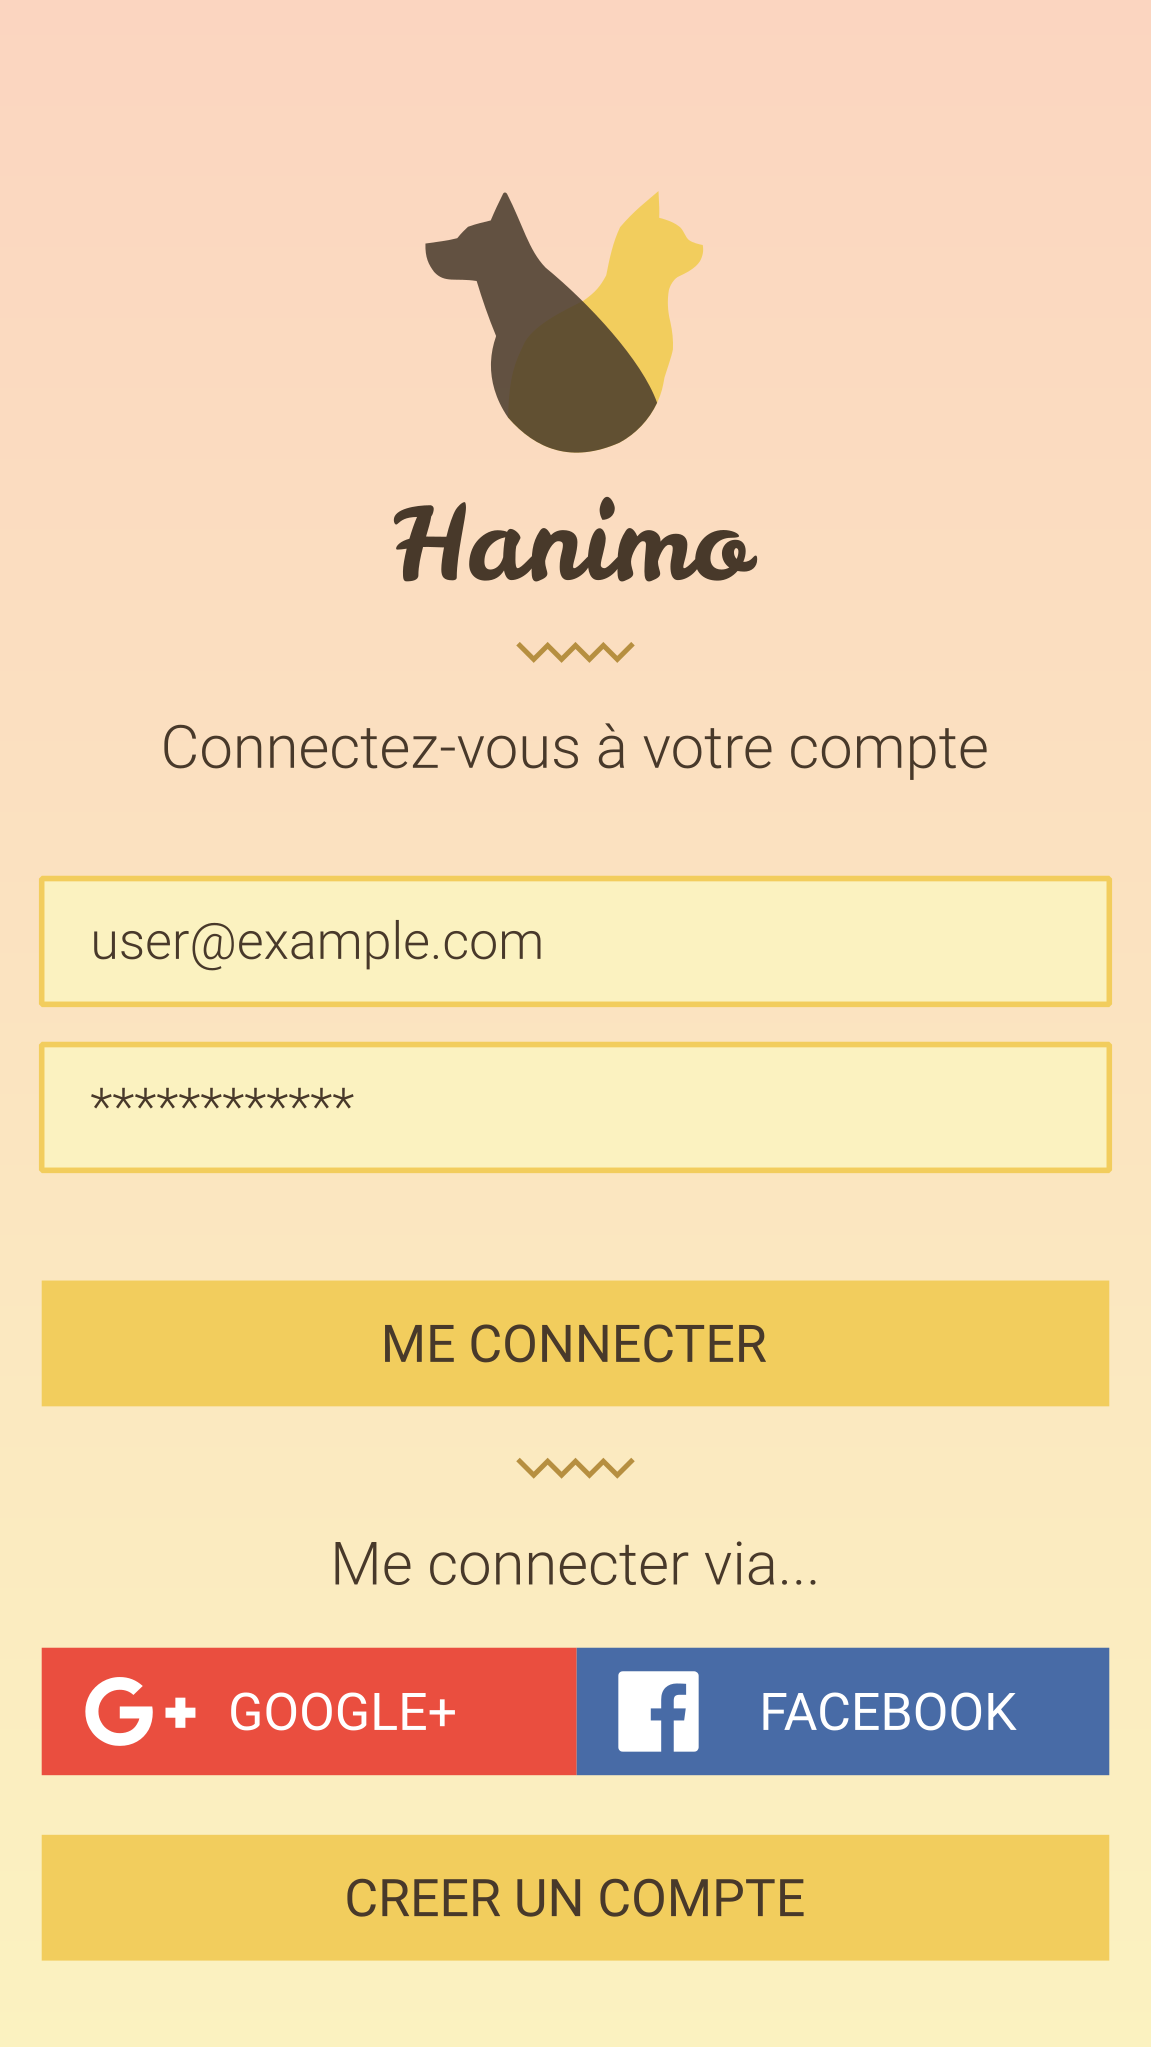 Hanimo
Connectez-vous à votre compte
user@example.com
************
ME CONNECTER
Me connecter via...
G+ GOOGLE+
f FACEBOOK
CREER UN COMPTE